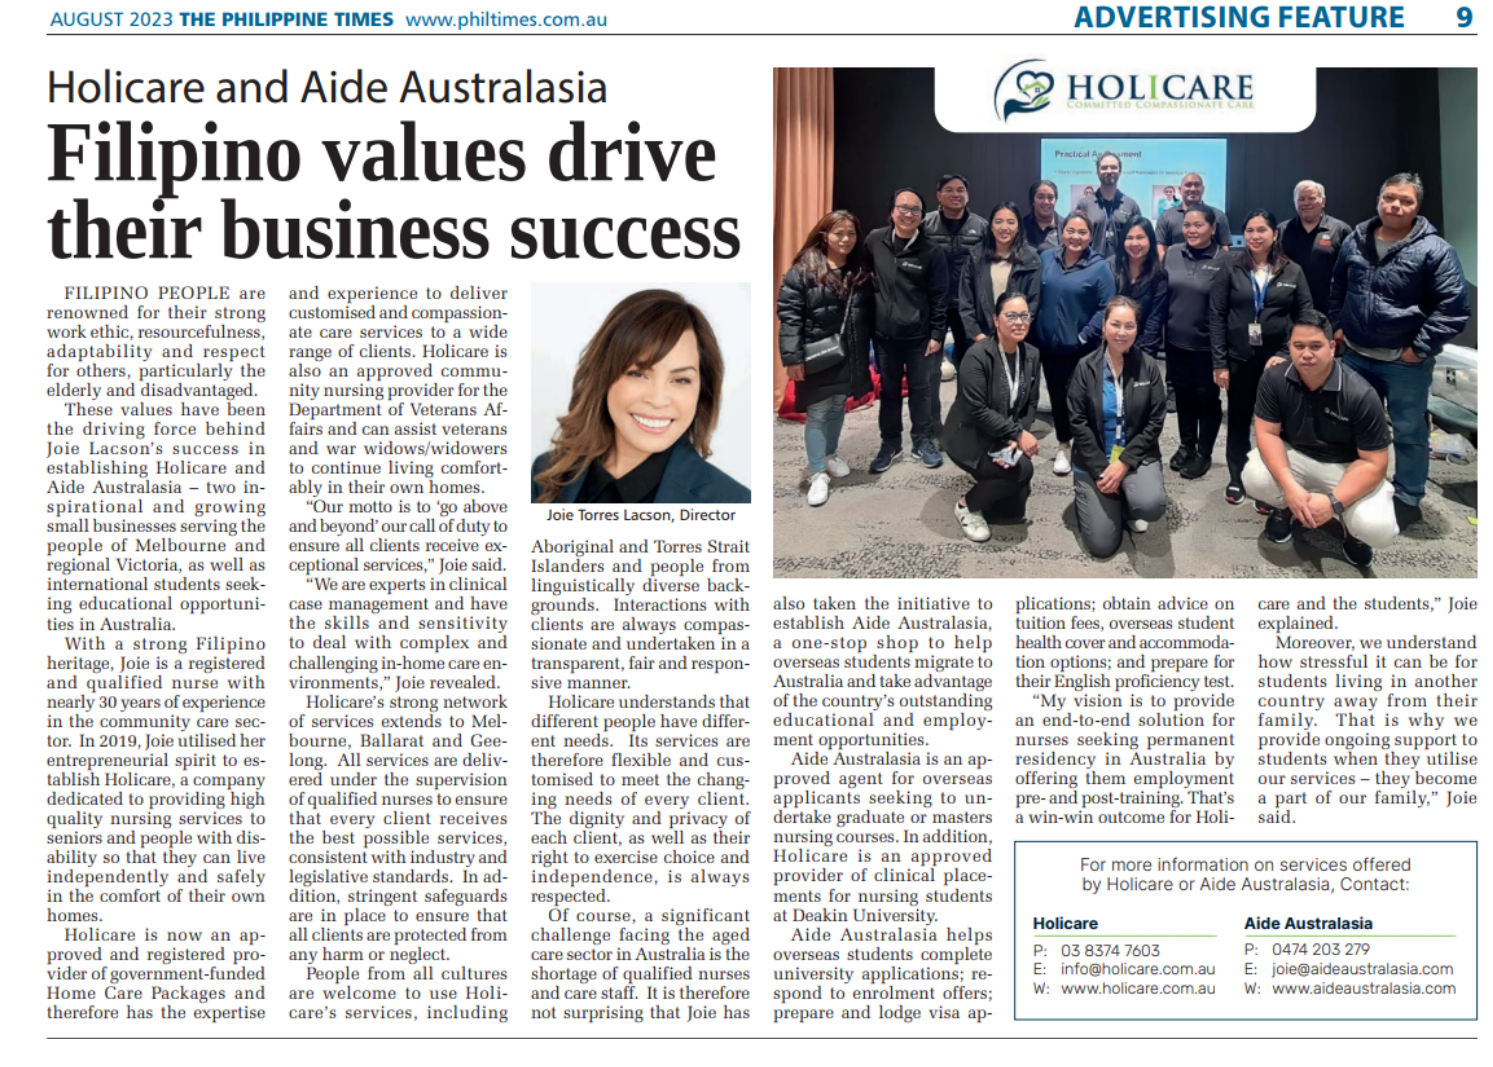 AUGUST 2023 THE PHILIPPINE TIMES www.philtimes.com.au
ADVERTISING FEATURE 9
Holicare and Aide Australasia
Filipino values drive
their business success
FILIPINO PEOPLE are
renowned for their strong
work ethic, resourcefulness,
adaptability and respect
for others, particularly the
elderly and disadvantaged.
These values have been
the driving force behind
Joie Lacson's success in
establishing Holicare and
Aide Australasia – two in-
spirational and growing
small businesses serving the
people of Melbourne and
regional Victoria, as well as
international students seek-
ing educational opportuni-
ties in Australia.
With a strong Filipino
heritage, Joie is a registered
and qualified nurse with
nearly 30 years of experience
in the community care sec-
tor. In 2019, Joie utilised her
entrepreneurial spirit to es-
tablish Holicare, a company
dedicated to providing high
quality nursing services to
seniors and people with dis-
ability so that they can live
independently and safely
in the comfort of their own
homes.
Holicare is now an ap-
proved and registered pro-
vider of government-funded
Home Care Packages and
therefore has the expertise
and experience to deliver
customised and compassion-
ate care services to a wide
range of clients. Holicare is
also an approved commu-
nity nursing provider for the
Department of Veterans Af-
fairs and can assist veterans
and war widows/widowers
to continue living comfort-
ably in their own homes.
"Our motto is to 'go above
and beyond' our call of duty to
ensure all clients receive ex-
ceptional services," Joie said.
"We are experts in clinical
case management and have
the skills and sensitivity
to deal with complex and
challenging in-home care en-
vironments," Joie revealed.
Holicare's strong network
of services extends to Mel-
bourne, Ballarat and Gee-
long. All services are deliv-
ered under the supervision
of qualified nurses to ensure
that every client receives
the best possible services,
consistent with industry and
legislative standards. In ad-
dition, stringent safeguards
are in place to ensure that
all clients are protected from
any harm or neglect.
People from all cultures
are welcome to use Holi-
care's services, including
Joie Torres Lacson, Director
Aboriginal and Torres Strait
Islanders and people from
linguistically diverse back-
grounds. Interactions with
clients are always compas-
sionate and undertaken in a
transparent, fair and respon-
sive manner.
Holicare understands that
different people have differ-
ent needs. Its services are
therefore flexible and cus-
tomised to meet the chang-
ing needs of every client.
The dignity and privacy of
each client, as well as their
right to exercise choice and
independence, is always
respected.
Of course, a significant
challenge facing the aged
care sector in Australia is the
shortage of qualified nurses
and care staff. It is therefore
not surprising that Joie has
HOLICARE
COMMITTED COMPASSIONATE CARE
Practical
also taken the initiative to
establish Aide Australasia,
a one-stop shop to help
overseas students migrate to
Australia and take advantage
of the country's outstanding
educational and employ-
ment opportunities.
Aide Australasia is an ap-
proved agent for overseas
applicants seeking to un-
dertake graduate or masters
nursing courses. In addition,
Holicare is an approved
provider of clinical place-
ments for nursing students
at Deakin University.
Aide Australasia helps
overseas students complete
university applications; re-
spond to enrolment offers;
prepare and lodge visa ap-
plications; obtain advice on
tuition fees, overseas student
health cover and accommoda-
tion options; and prepare for
their English proficiency test.
"My vision is to provide
an end-to-end solution for
nurses seeking permanent
residency in Australia by
offering them employment
pre- and post-training. That's
a win-win outcome for Holi-
care and the students," Joie
explained.
Moreover, we understand
how stressful it can be for
students living in another
country away from their
family. That is why we
provide ongoing support to
students when they utilise
our services – they become
a part of our family," Joie
said.
For more information on services offered
by Holicare or Aide Australasia, Contact:
Holicare
P: 03 8374 7603
E: info@holicare.com.au
W: www.holicare.com.au
Aide Australasia
P: 0474 203 279
E: joie@aideaustralasia.com
W: www.aideaustralasia.com